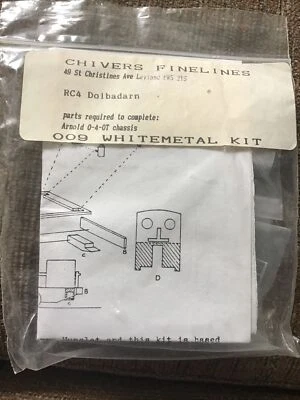 CHIVERS FINELINES
49 St Christines Ave Leyland
RC4 Dolbadarn
parts required to complete:
Arnold 0-4-0T chassis
009 WHITEMETAL KIT
C
C
B
D
Hunslet and this kit is based